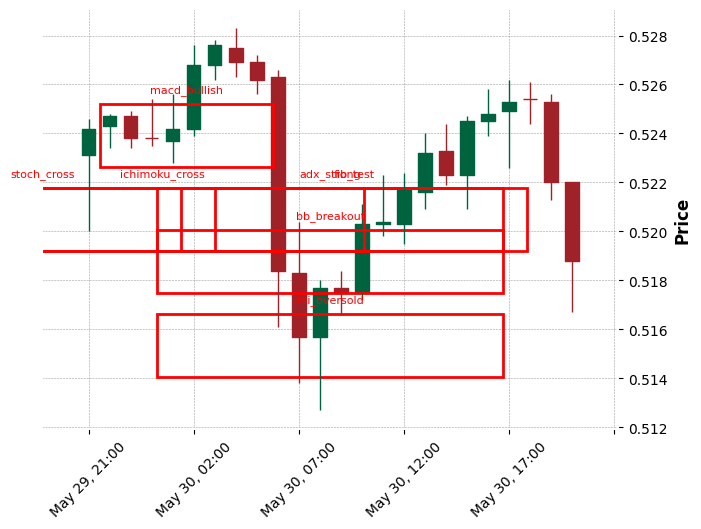 macd_bullish
stoch_cross
ichimoku_cross
adx_strong
fib_test
bb_breakout
rsi_oversold
0.528
0.526
0.524
0.522
0.520
0.518
0.516
0.514
0.512
Price
May 29, 21:00
May 30, 02:00
May 30, 07:00
May 30, 12:00
May 30, 17:00